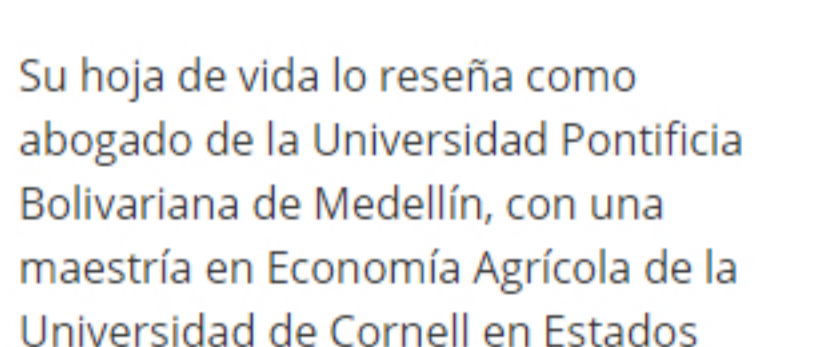 Su hoja de vida lo reseña como
abogado de la Universidad Pontificia
Bolivariana de Medellín, con una
maestría en Economía Agrícola de la
Universidad de Cornell en Estados